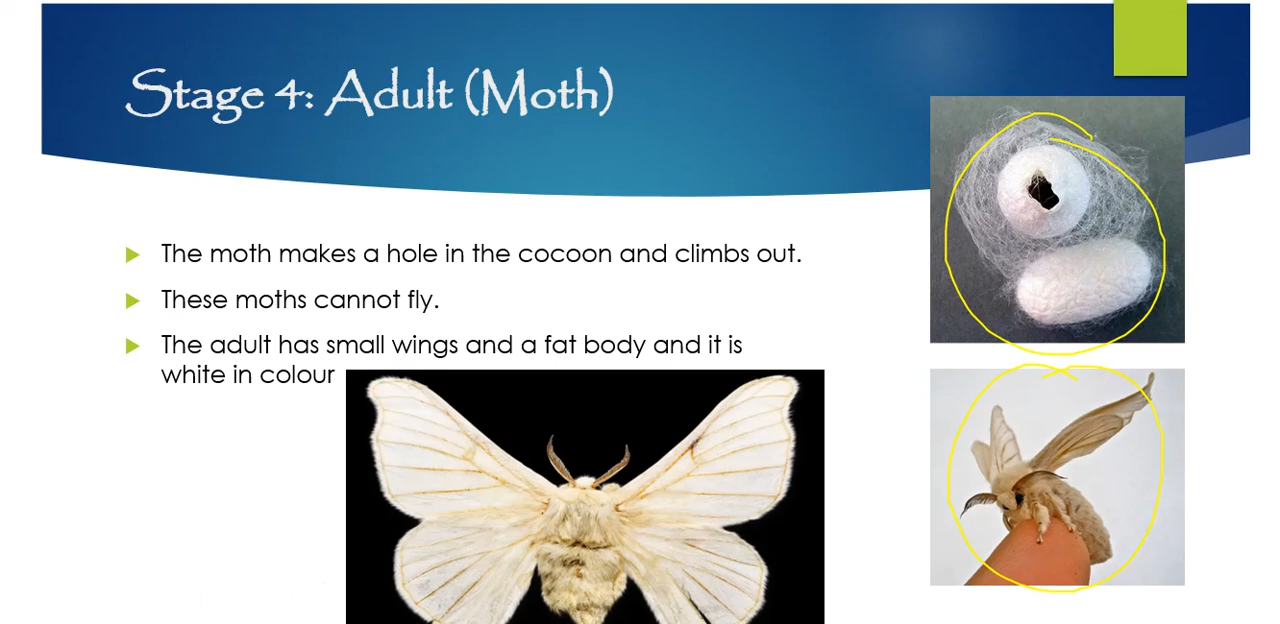 Stage 4: Adult (Moth)
The moth makes a hole in the cocoon and climbs out.
These moths cannot fly.
The adult has small wings and a fat body and it is
white in colour